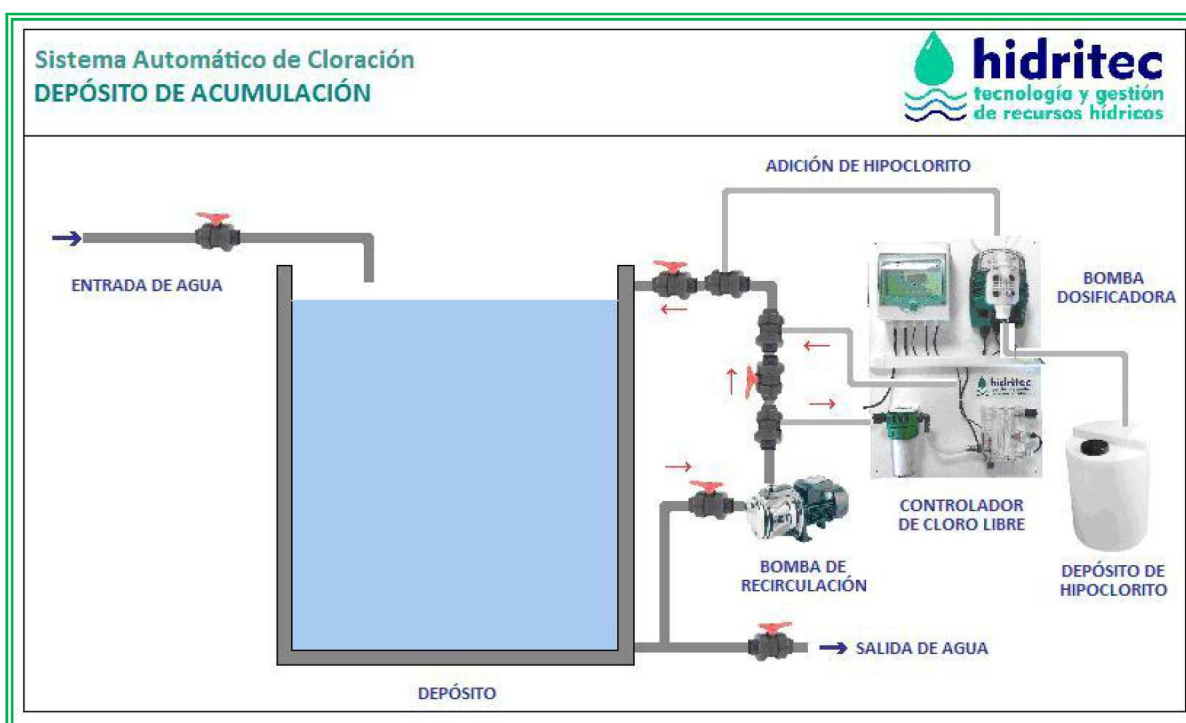 Sistema Automático de Cloración
DEPÓSITO DE ACUMULACIÓN
hidritec
tecnología y gestión
de recursos hídricos
ADICIÓN DE HIPOCLORITO
ENTRADA DE AGUA
BOMBA
DOSIFICADORA
hidritec
CONTROLADOR
DE CLORO LIBRE
BOMBA DE
RECIRCULACIÓN
DEPÓSITO DE
HIPOCLORITO
SALIDA DE AGUA
DEPÓSITO